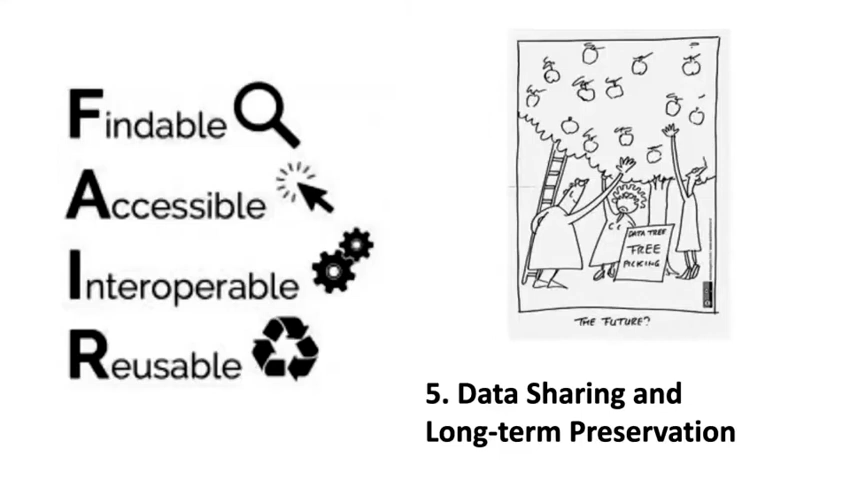 Findable
Accessible
Interoperable
Reusable
DATA TREE
FREE
PICKING
THE FUTURE?
5. Data Sharing and
Long-term Preservation